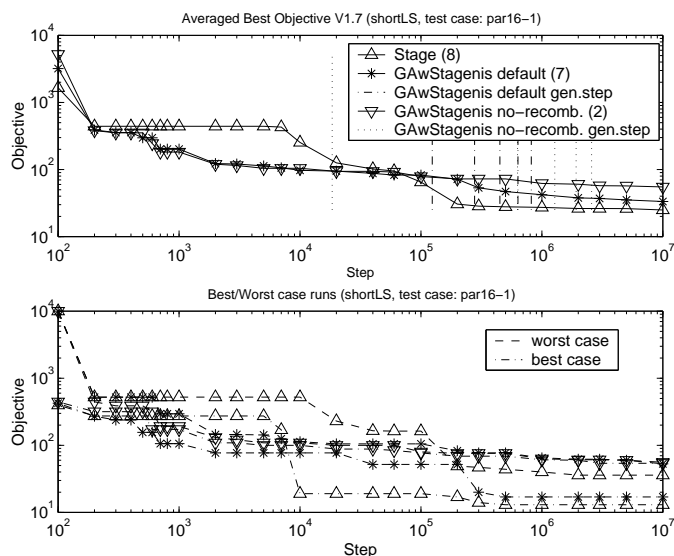 Averaged Best Objective V1.7 (shortLS, test case: par16−1)
10^4
10^3
10^2
10^1
Objective
Stage (8)
GAwStagenis default (7)
GAwStagenis default gen.step
GAwStagenis no−recomb. (2)
GAwStagenis no−recomb. gen.step
10^2 10^3 10^4 10^5 10^6 10^7
Step
Best/Worst case runs (shortLS, test case: par16−1)
10^4
10^3
10^2
10^1
Objective
worst case
best case
10^2 10^3 10^4 10^5 10^6 10^7
Step